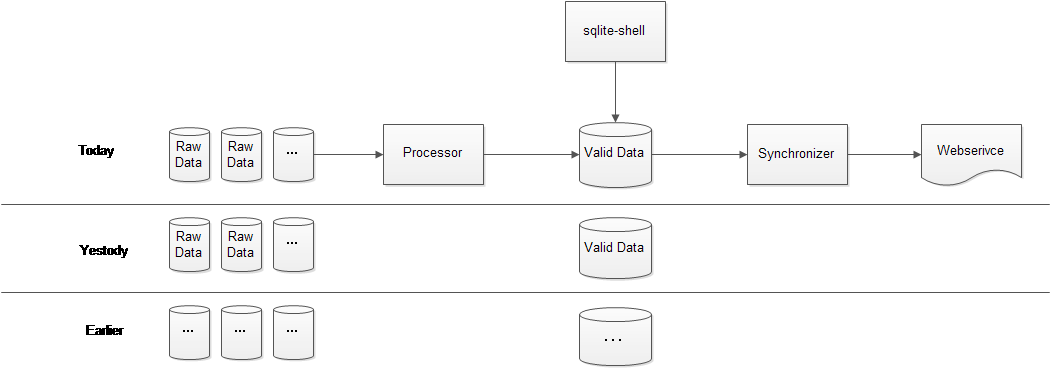 sqlite-shell
Today
Raw
Data
Raw
Data
...
Processor
Valid Data
Synchronizer
Webserivce
Yestody
Raw
Data
Raw
Data
...
Valid Data
Earlier
...
...
...
...